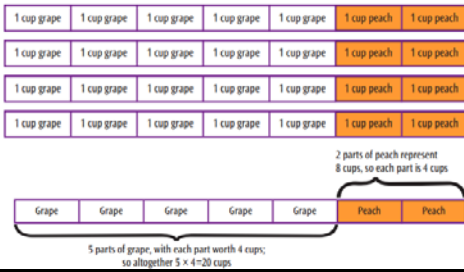 1 cup grape 1 cup grape 1 cup grape 1 cup grape 1 cup grape 1 cup peach 1 cup peach
1 cup grape 1 cup grape 1 cup grape 1 cup grape 1 cup grape 1 cup peach 1 cup peach
1 cup grape 1 cup grape 1 cup grape 1 cup grape 1 cup grape 1 cup peach 1 cup peach
1 cup grape 1 cup grape 1 cup grape 1 cup grape 1 cup grape 1 cup peach 1 cup peach
2 parts of peach represent
8 cups, so each part is 4 cups
Grape Grape Grape Grape Grape Peach Peach
5 parts of grape, with each part worth 4 cups;
so altogether 5 × 4=20 cups